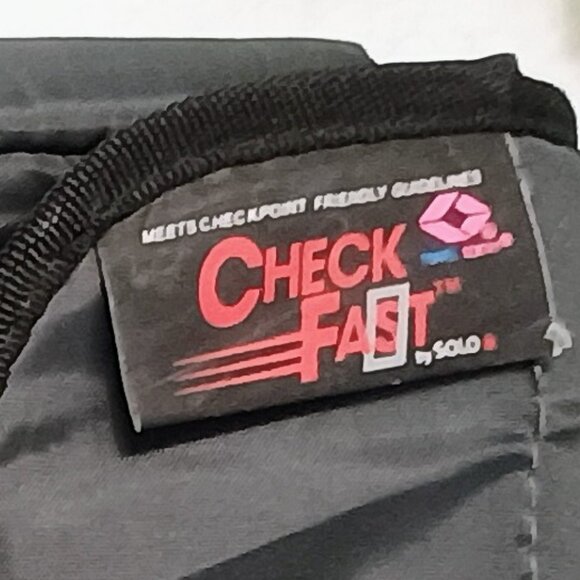 MEETS CHECKPOINT FRIENDLY GUIDELINES
CHECK
FAST™
by SOLO